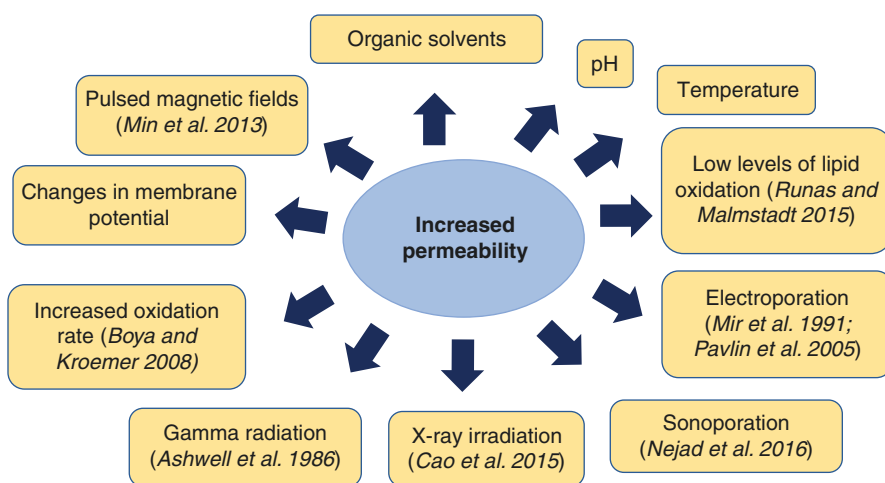 Organic solvents
pH
Temperature
Pulsed magnetic fields
(Min et al. 2013)
Low levels of lipid
oxidation (Runas and
Malmstadt 2015)
Changes in membrane
potential
Increased
permeability
Increased oxidation
rate (Boya and
Kroemer 2008)
Electroporation
(Mir et al. 1991;
Pavlin et al. 2005)
Gamma radiation
(Ashwell et al. 1986)
X-ray irradiation
(Cao et al. 2015)
Sonoporation
(Nejad et al. 2016)